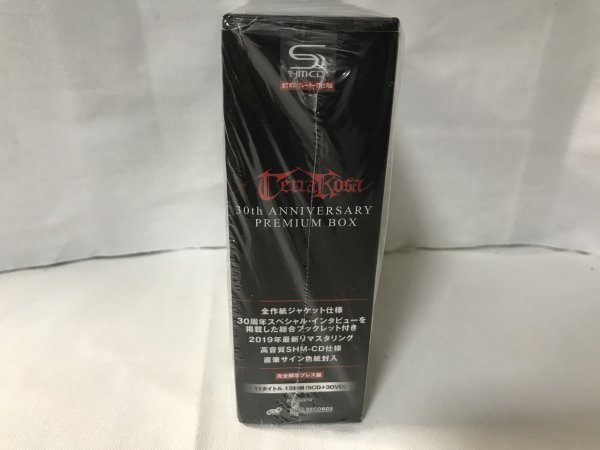 SHM-CD
Terra Rosa
30th ANNIVERSARY
PREMIUM BOX
全作紙ジャケット仕様
30周年スペシャル・インタビューを
掲載した総合ブックレット付き
2019年最新リマスタリング
高音質SHM-CD仕様
直筆サイン色紙封入
完全限定プレス盤
11タイトル 12枚組(9CD+3DVD)
RECORDS